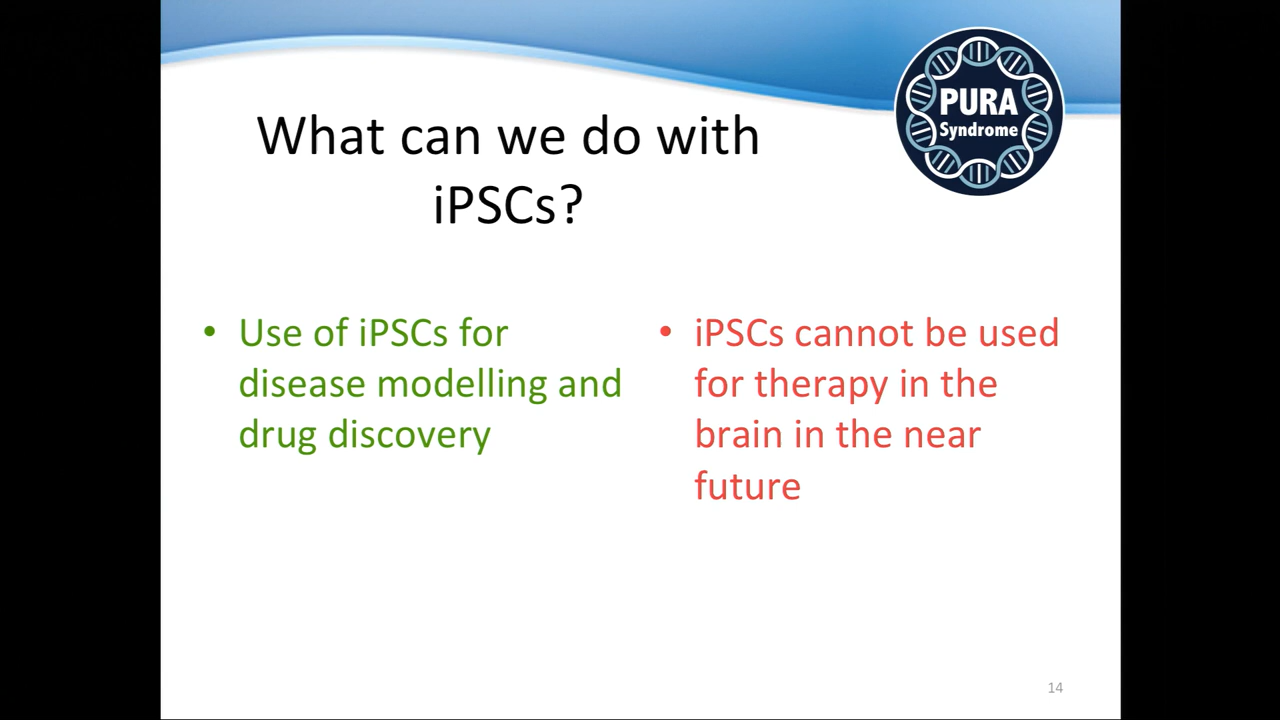 PURA
Syndrome
What can we do with
iPSCs?
• Use of iPSCs for
disease modelling and
drug discovery
• iPSCs cannot be used
for therapy in the
brain in the near
future
14